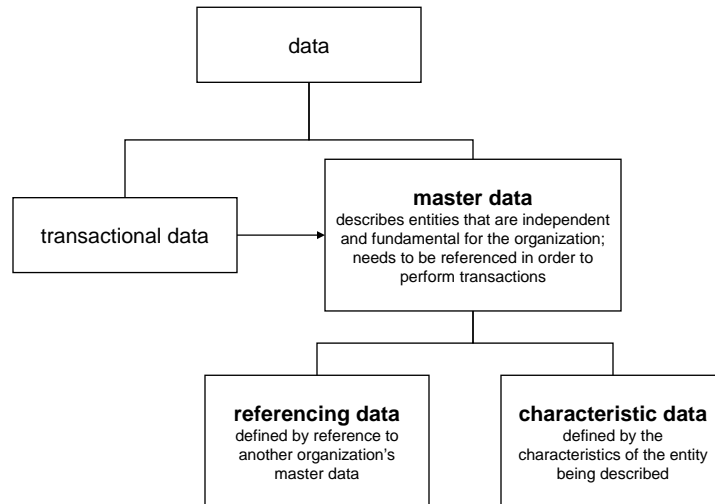 data
transactional data
master data
describes entities that are independent
and fundamental for the organization;
needs to be referenced in order to
perform transactions
referencing data
defined by reference to
another organization's
master data
characteristic data
defined by the
characteristics of the entity
being described